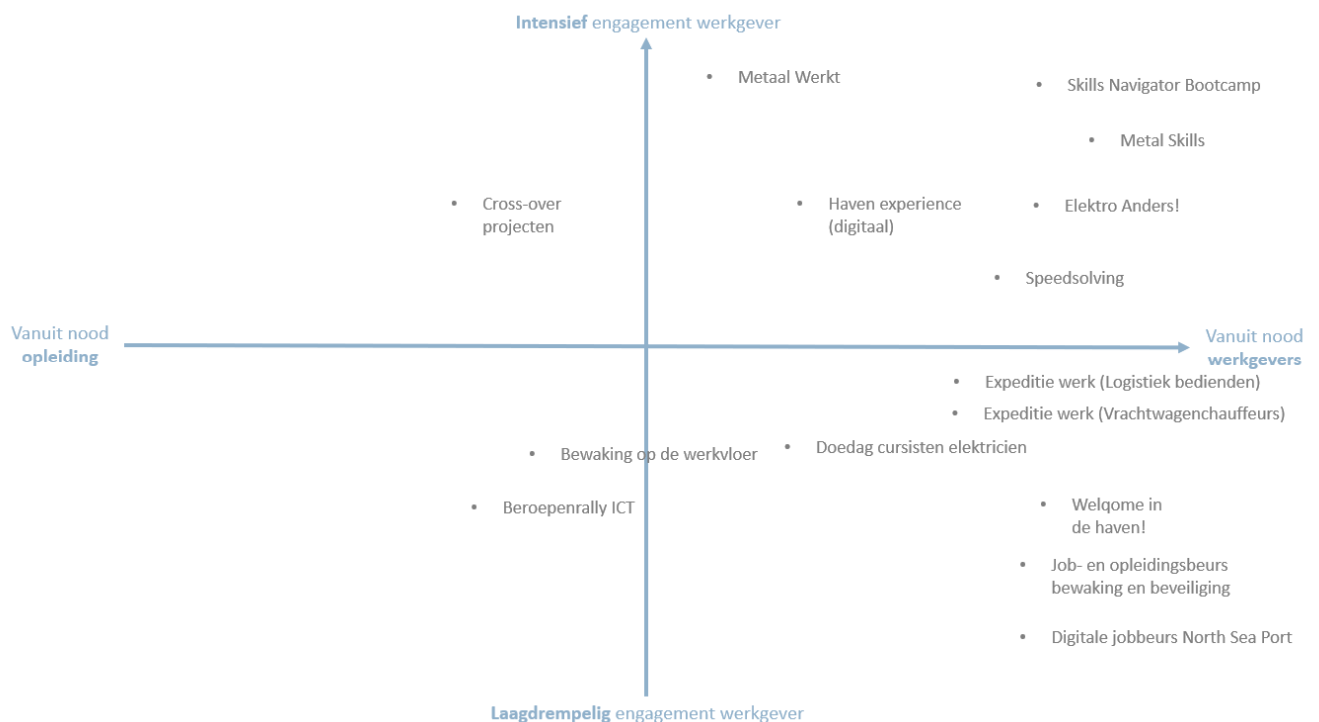 Intensief engagement werkgever
Metaal Werkt
Skills Navigator Bootcamp
Metal Skills
Cross-over
projecten
Haven experience
(digitaal)
Elektro Anders!
Speedsolving
Vanuit nood
opleiding
Vanuit nood
werkgevers
Expeditie werk (Logistiek bedienden)
Expeditie werk (Vrachtwagenchauffeurs)
Bewaking op de werkvloer
Doedag cursisten elektricien
Beroepenrally ICT
Welqome in
de haven!
Job- en opleidingsbeurs
bewaking en beveiliging
Digitale jobbeurs North Sea Port
Laagdrempelig engagement werkgever